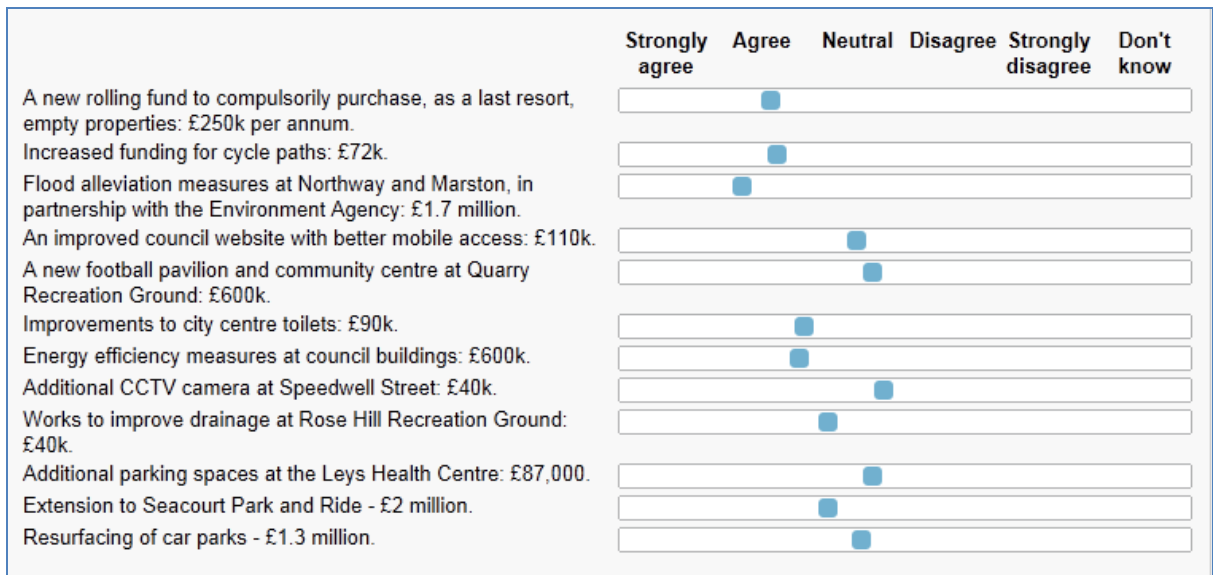 Strongly agree Agree Neutral Disagree Strongly disagree Don't know
A new rolling fund to compulsorily purchase, as a last resort,
empty properties: £250k per annum.
Increased funding for cycle paths: £72k.
Flood alleviation measures at Northway and Marston, in
partnership with the Environment Agency: £1.7 million.
An improved council website with better mobile access: £110k.
A new football pavilion and community centre at Quarry
Recreation Ground: £600k.
Improvements to city centre toilets: £90k.
Energy efficiency measures at council buildings: £600k.
Additional CCTV camera at Speedwell Street: £40k.
Works to improve drainage at Rose Hill Recreation Ground:
£40k.
Additional parking spaces at the Leys Health Centre: £87,000.
Extension to Seacourt Park and Ride - £2 million.
Resurfacing of car parks - £1.3 million.